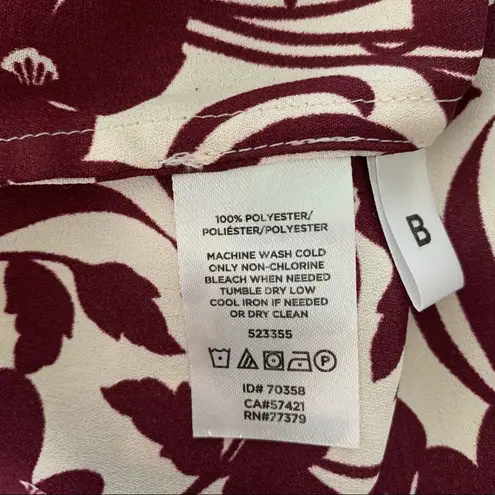 100% POLYESTER/
POLIÉSTER/POLYESTER
MACHINE WASH COLD
ONLY NON-CHLORINE
BLEACH WHEN NEEDED
TUMBLE DRY LOW
COOL IRON IF NEEDED
OR DRY CLEAN
523355
P
ID# 70358
CA#57421
RN#77379
B